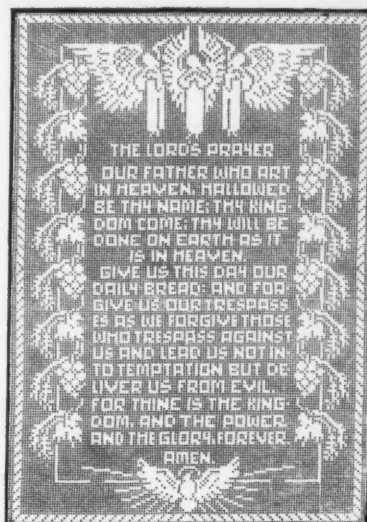 THE LORD'S PRAYER
OUR FATHER WHO ART
IN HEAVEN, HALLOWED
BE THY NAME; THY KING
DOM COME; THY WILL BE
DONE ON EARTH AS IT
IS IN HEAVEN.
GIVE US THIS DAY OUR
DAILY BREAD; AND FOR-
GIVE US OUR TRESPASS
ES AS WE FORGIVE THOSE
WHO TRESPASS AGAINST
US AND LEAD US NOT IN-
TO TEMPTATION BUT DE
LIVER US FROM EVIL.
FOR THINE IS THE KING-
DOM, AND THE POWER
AND THE GLORY, FOREVER.
AMEN.